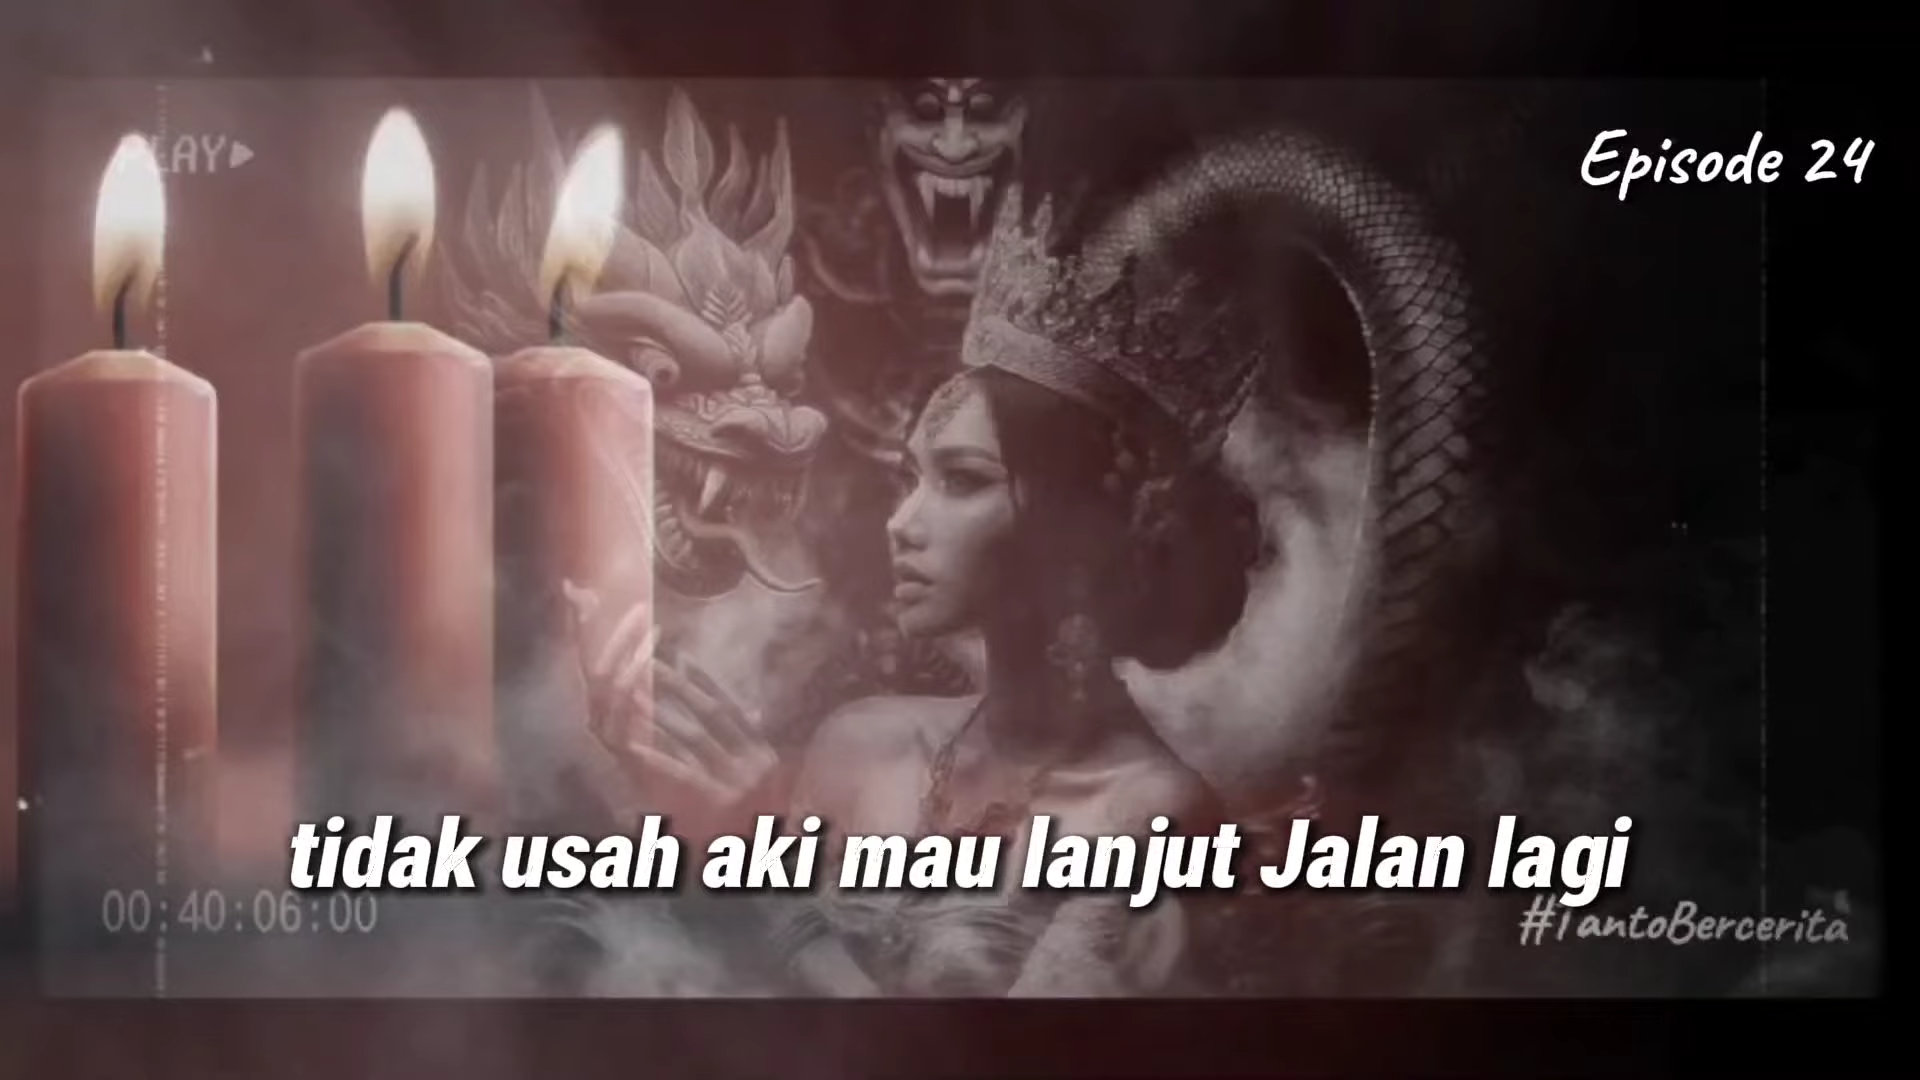 PLAY
Episode 24
tidak usah aki mau lanjut Jalan lagi
00:40:06:00
#TantoBercerita